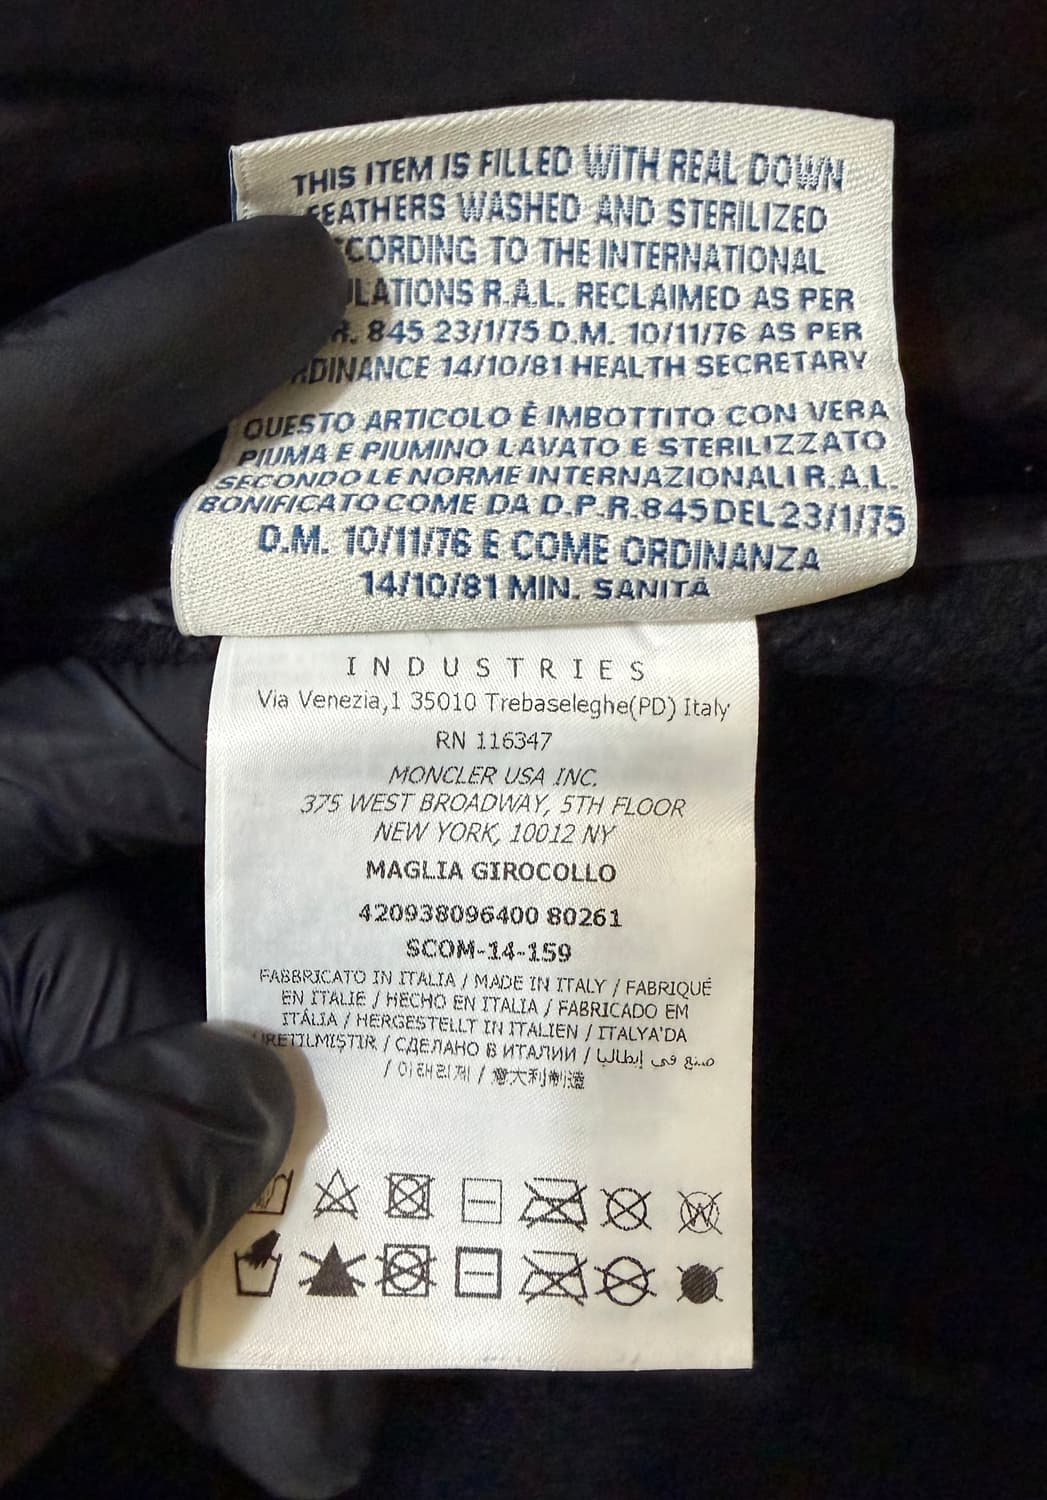 THIS ITEM IS FILLED WITH REAL DOWN
FEATHERS WASHED AND STERILIZED
CCORDING TO THE INTERNATIONAL
ULATIONS R.A.L. RECLAIMED AS PER
R. 845 23/1/75 D.M. 10/11/76 AS PER
RDINANCE 14/10/81 HEALTH SECRETARY
QUESTO ARTICOLO È IMBOTTITO CON VERA
PIUMA E PIUMINO LAVATO E STERILIZZATO
SECONDO LE NORME INTERNAZIONALI R.A.L.
BONIFICATO COME DA D.P.R. 845 DEL 23/1/75
D.M. 10/11/76 E COME ORDINANZA
14/10/81 MIN. SANITÁ
INDUSTRIES
Via Venezia,1 35010 Trebaseleghe(PD) Italy
RN 116347
MONCLER USA INC.
375 WEST BROADWAY, 5TH FLOOR
NEW YORK, 10012 NY
MAGLIA GIROCOLLO
420938096400 80261
SCOM-14-159
FABBRICATO IN ITALIA / MADE IN ITALY / FABRIQUÉ
EN ITALIE / HECHO EN ITALIA / FABRICADO EM
ITÁLIA / HERGESTELLT IN ITALIEN / ITALYA'DA
ÜRETILMIŞTIR / СДЕЛАНО В ИТАЛИИ / صنع في إيطاليا
/ 이태리제 / 意大利制造
W